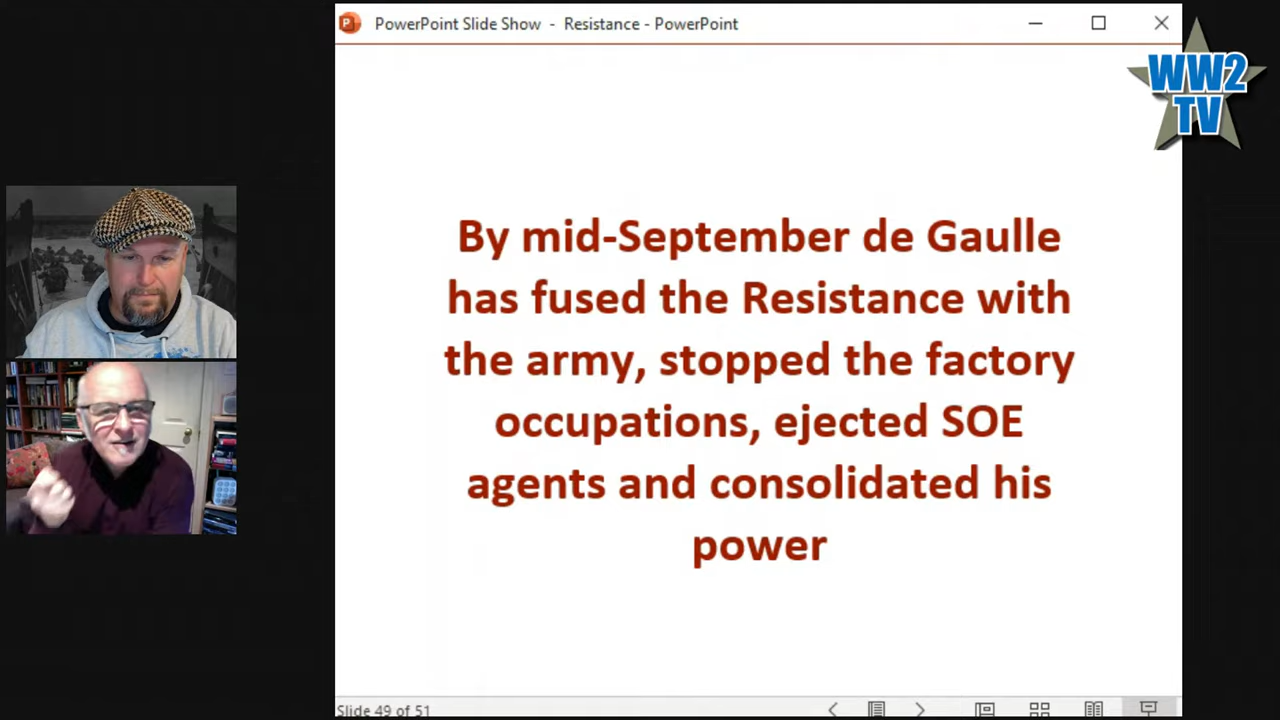 PowerPoint Slide Show - Resistance - PowerPoint
WW2
TV
By mid-September de Gaulle
has fused the Resistance with
the army, stopped the factory
occupations, ejected SOE
agents and consolidated his
power
Slide 49 of 51